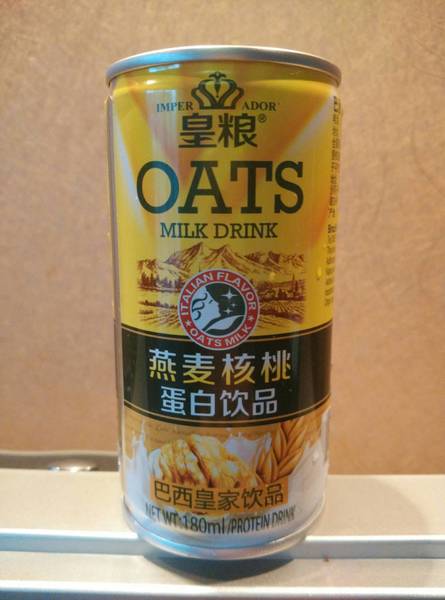 IMPER ADOR
皇粮®
OATS
MILK DRINK
ITALIAN FLAVOR
OATS MILK
燕麦核桃
蛋白饮品
巴西皇家饮品
NET WT:180ml/PROTEIN DRINK